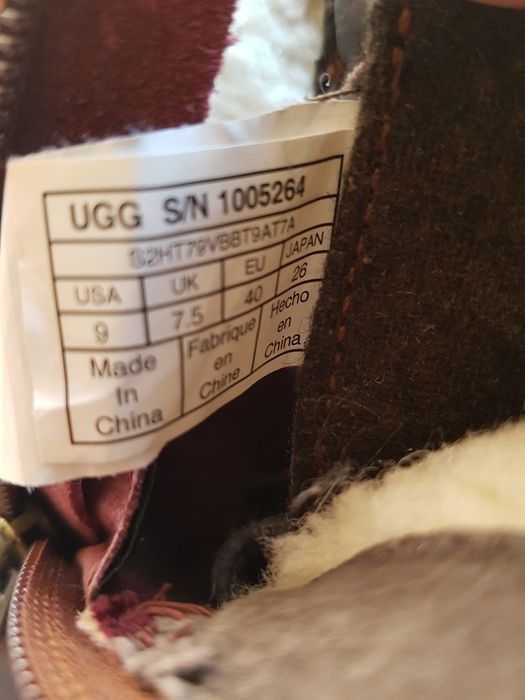 UGG S/N 1005264
S2HT79VBBT9AT7A
USA UK EU JAPAN
9 7.5 40 26
Made Fabrique Hecho
In en en
China Chine China